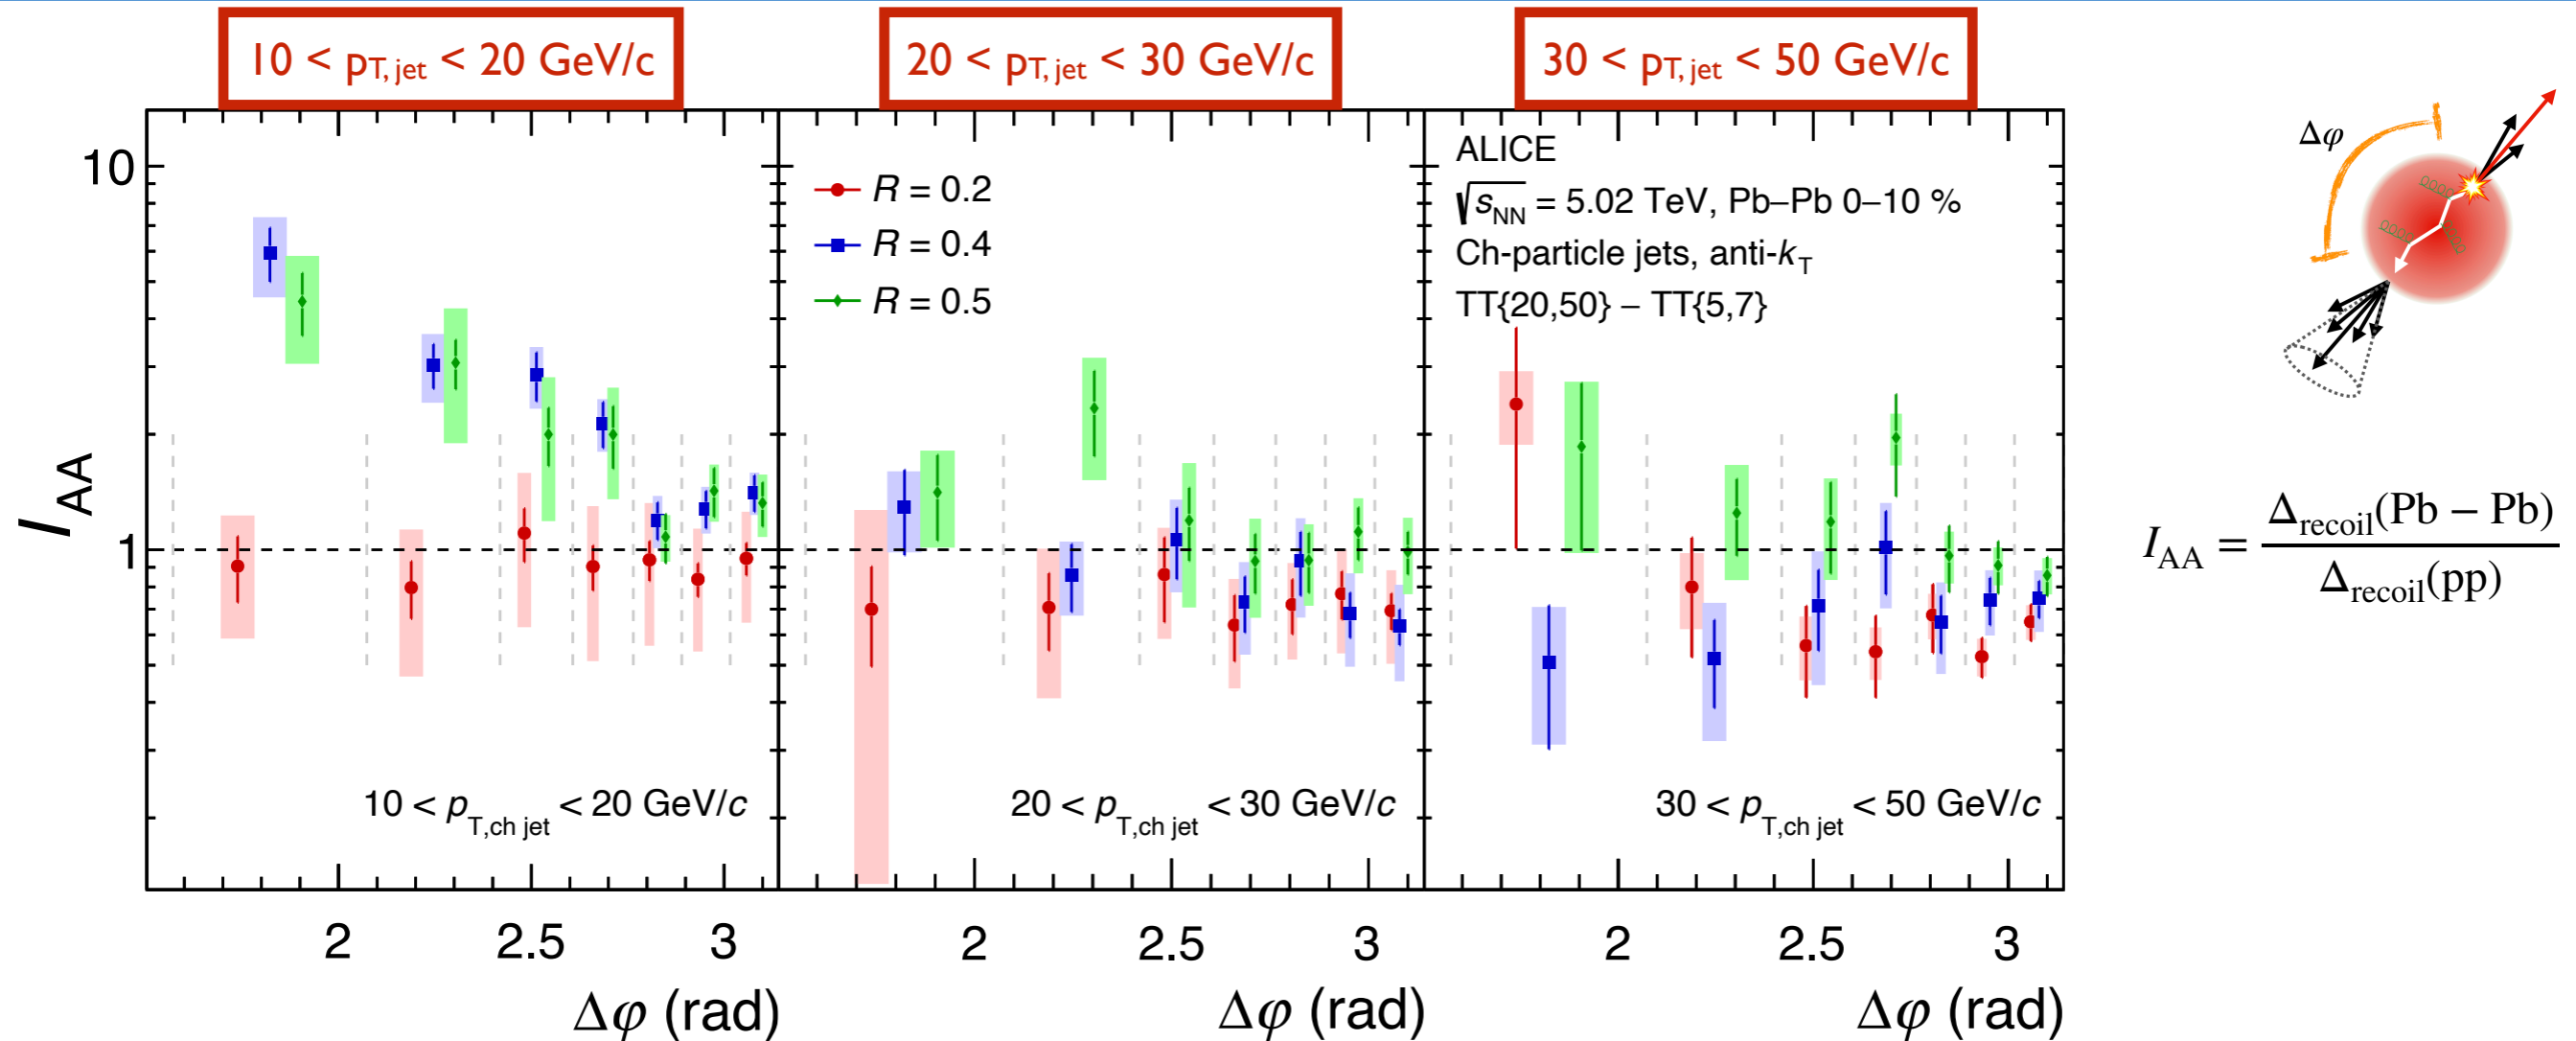 10 < pT, jet < 20 GeV/c
20 < pT, jet < 30 GeV/c
30 < pT, jet < 50 GeV/c
10
1
IAA
R = 0.2
R = 0.4
R = 0.5
ALICE
√sNN = 5.02 TeV, Pb–Pb 0–10 %
Ch-particle jets, anti-kT
TT{20,50} – TT{5,7}
10 < pT,ch jet < 20 GeV/c
20 < pT,ch jet < 30 GeV/c
30 < pT,ch jet < 50 GeV/c
2 2.5 3
2 2.5 3
2 2.5 3
Δφ (rad)
Δφ (rad)
Δφ (rad)
Δφ
IAA = Δrecoil(Pb − Pb) / Δrecoil(pp)